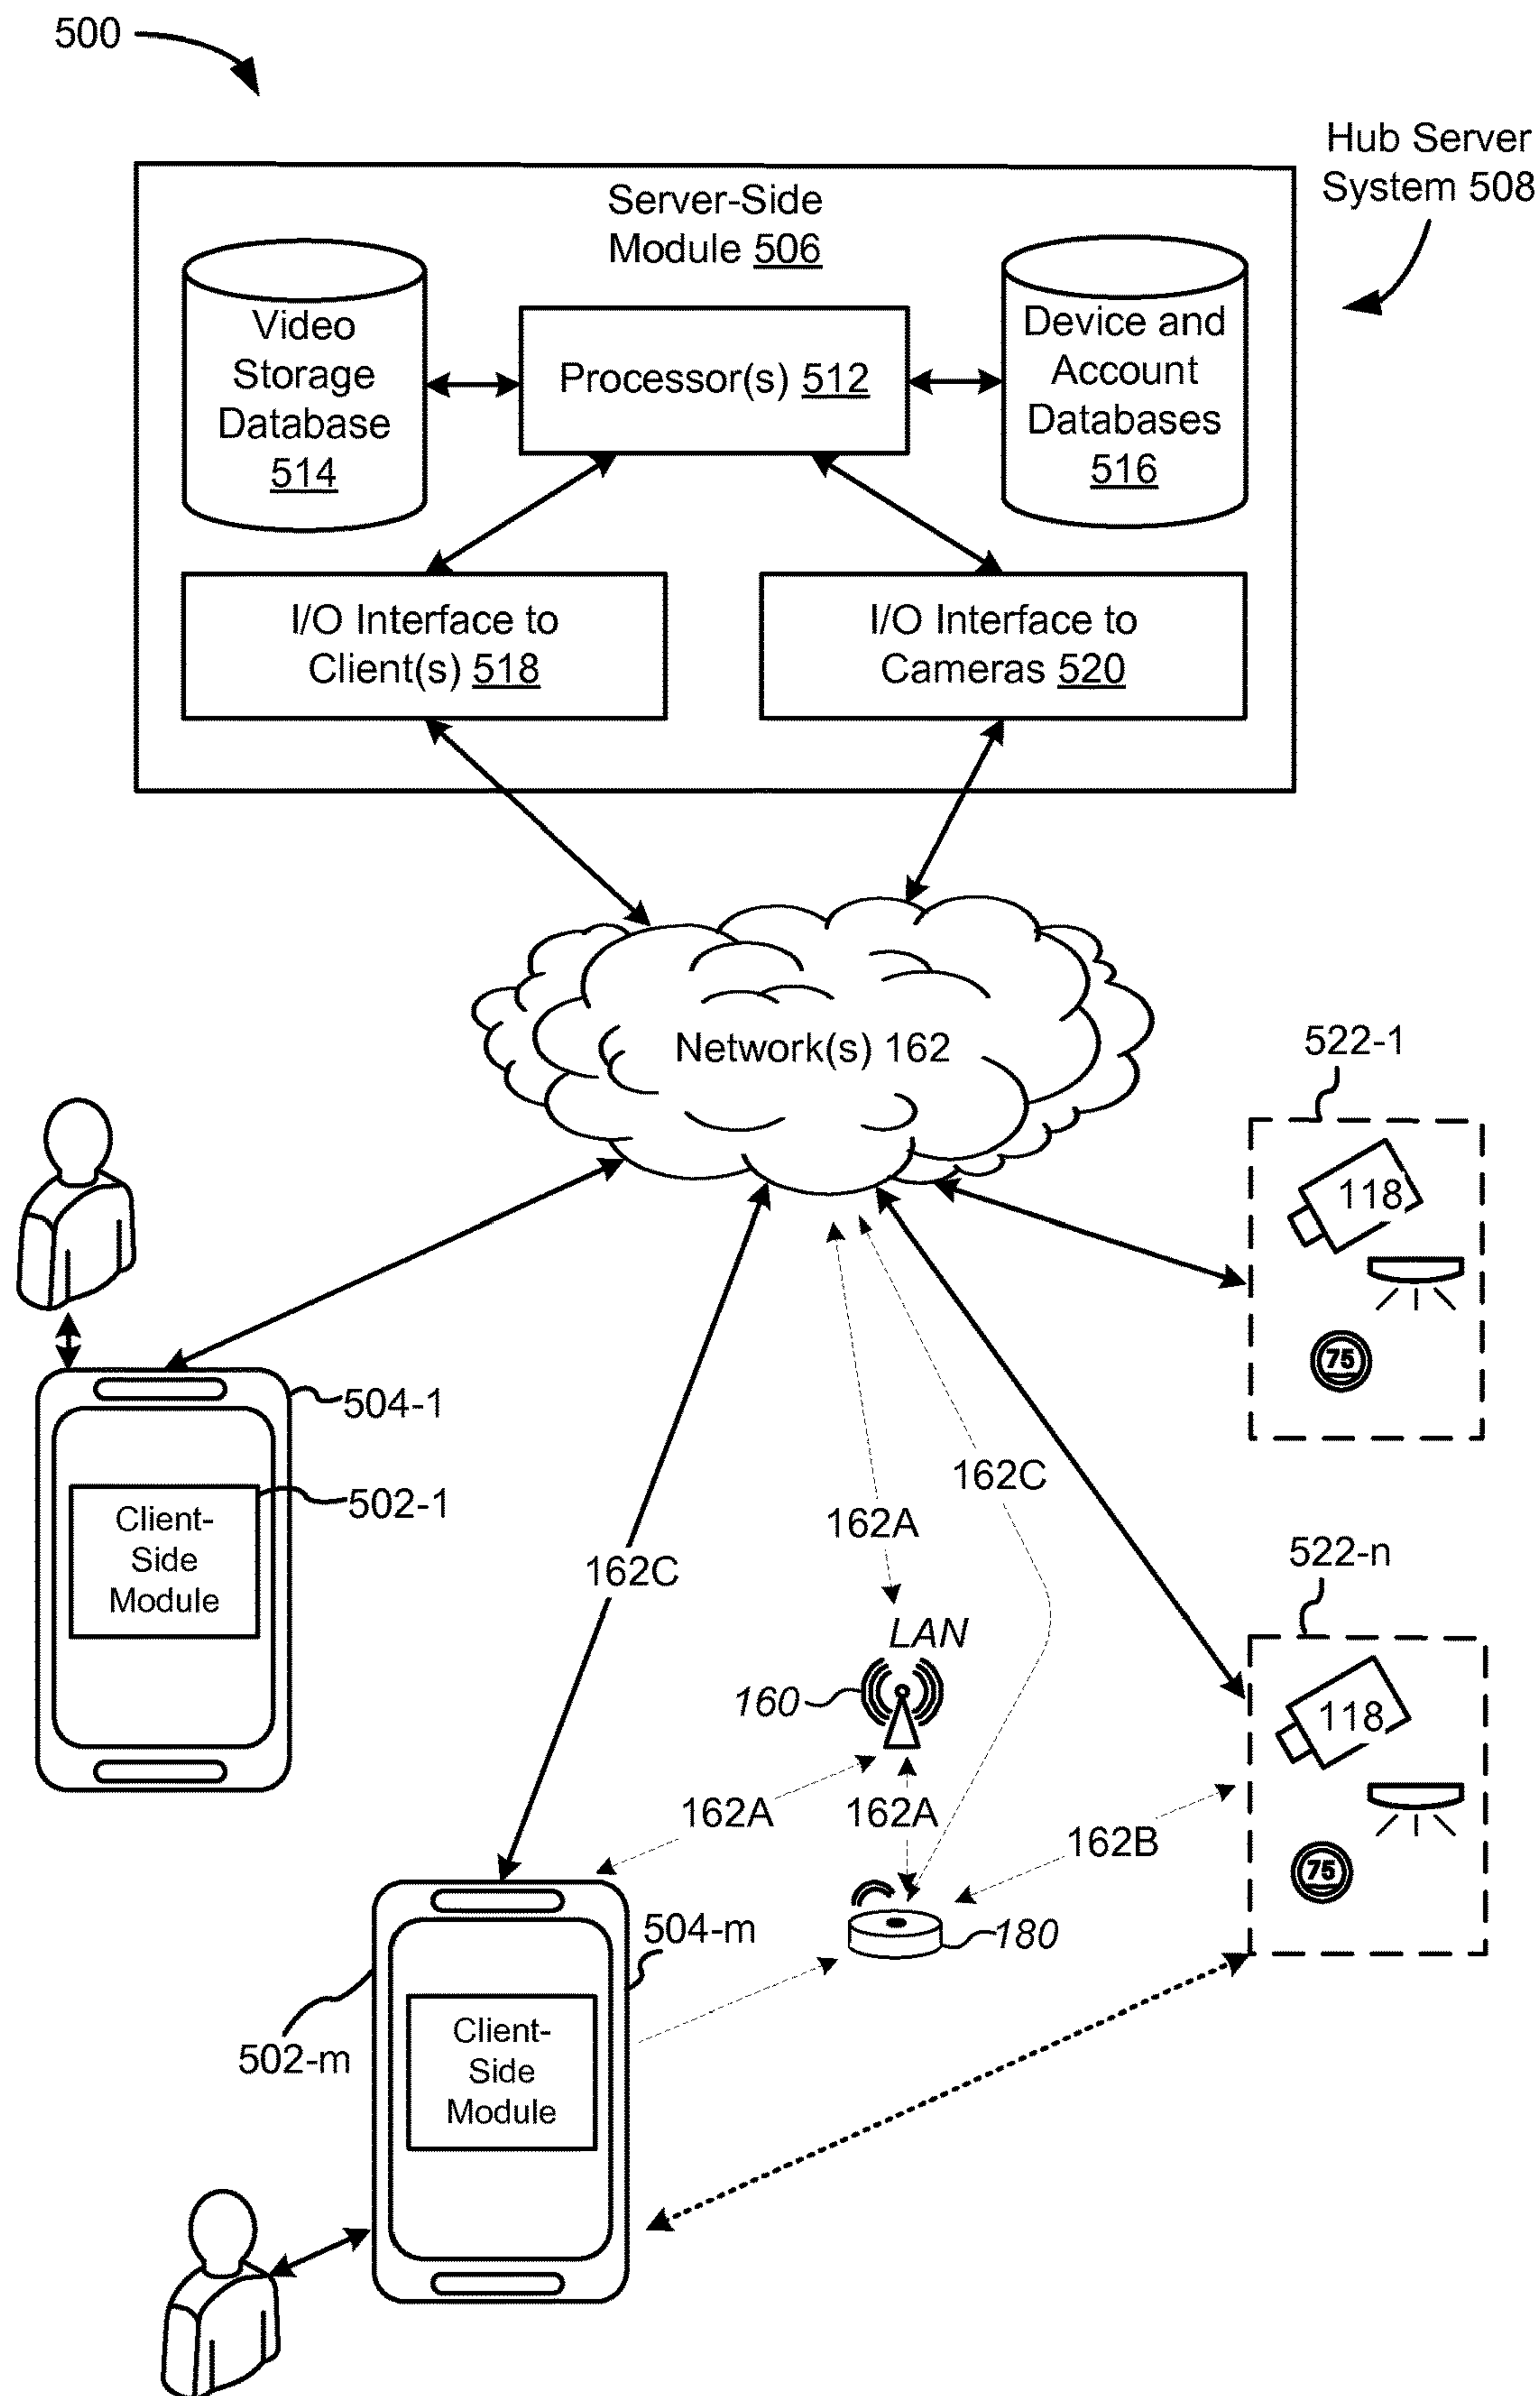 500
Hub Server
System 508
Server-Side
Module 506
Video
Storage
Database
514
Processor(s) 512
Device and
Account
Databases
516
I/O Interface to
Client(s) 518
I/O Interface to
Cameras 520
Network(s) 162
522-1
118
75
504-1
502-1
Client-
Side
Module
162C
162A
162C
522-n
LAN
160
118
162A
162A
162B
75
504-m
180
502-m
Client-
Side
Module